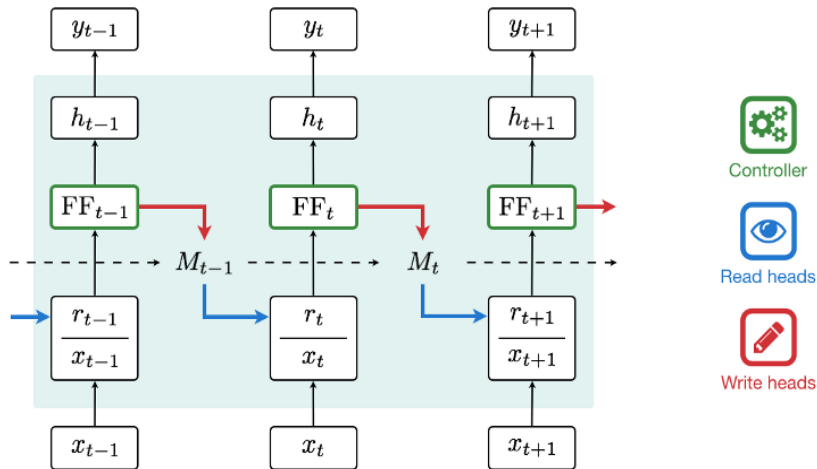 y_{t-1} y_t y_{t+1}
h_{t-1} h_t h_{t+1}
FF_{t-1} FF_t FF_{t+1}
M_{t-1} M_t
r_{t-1} r_t r_{t+1}
x_{t-1} x_t x_{t+1}
x_{t-1} x_t x_{t+1}
Controller
Read heads
Write heads